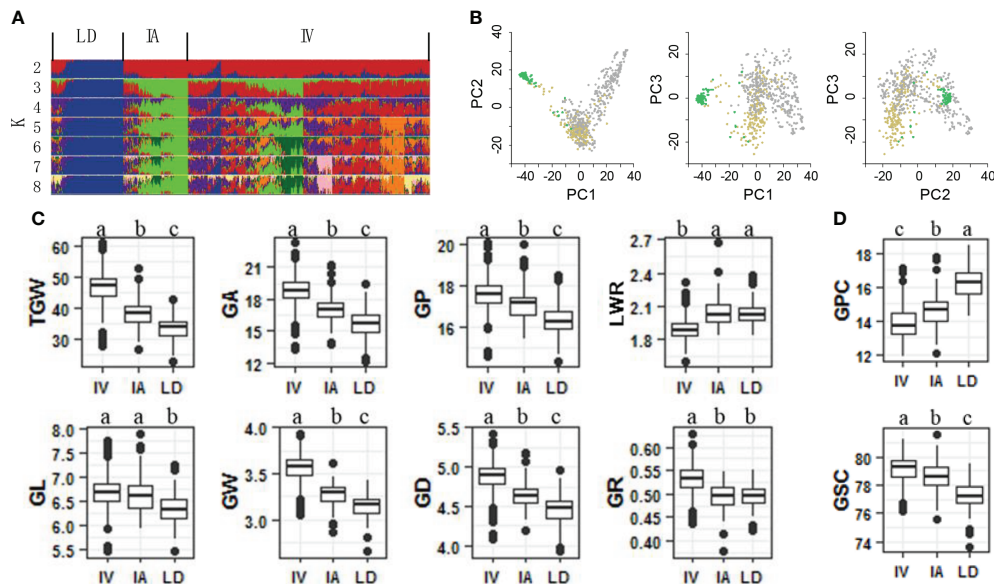 A
LD IA IV
K
2
3
4
5
6
7
8
B
PC2
40
20
0
-20
-40 -20 0 20 40
PC1
PC3
20
0
-20
-40 -20 0 20 40
PC1
PC3
20
0
-20
-20 0 20 40
PC2
C
TGW
60
50
40
30
a b c
IV IA LD
GA
21
18
15
12
a b c
IV IA LD
GP
20
18
16
a b c
IV IA LD
LWR
2.7
2.4
2.1
1.8
b a a
IV IA LD
D
GPC
18
16
14
12
c b a
IV IA LD
GL
8.0
7.5
7.0
6.5
6.0
5.5
a a b
IV IA LD
GW
3.5
3.0
a b c
IV IA LD
GD
5.0
4.5
4.0
a b c
IV IA LD
GR
0.60
0.55
0.50
0.45
0.40
a b b
IV IA LD
GSC
80
78
76
74
a b c
IV IA LD